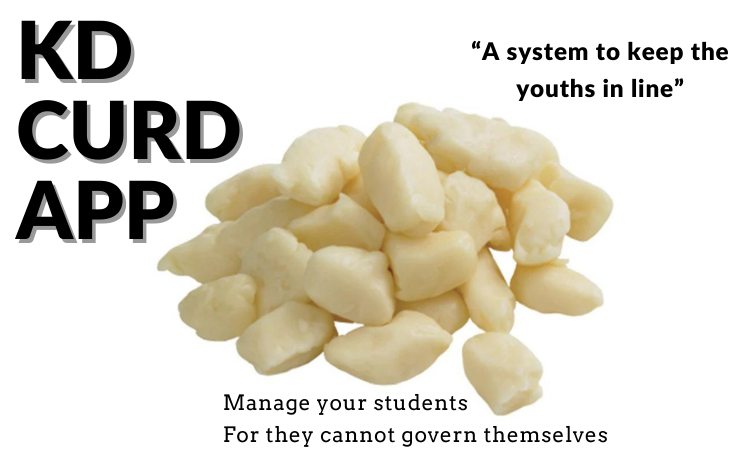 KD
CURD
APP
“A system to keep the
youths in line”
Manage your students
For they cannot govern themselves